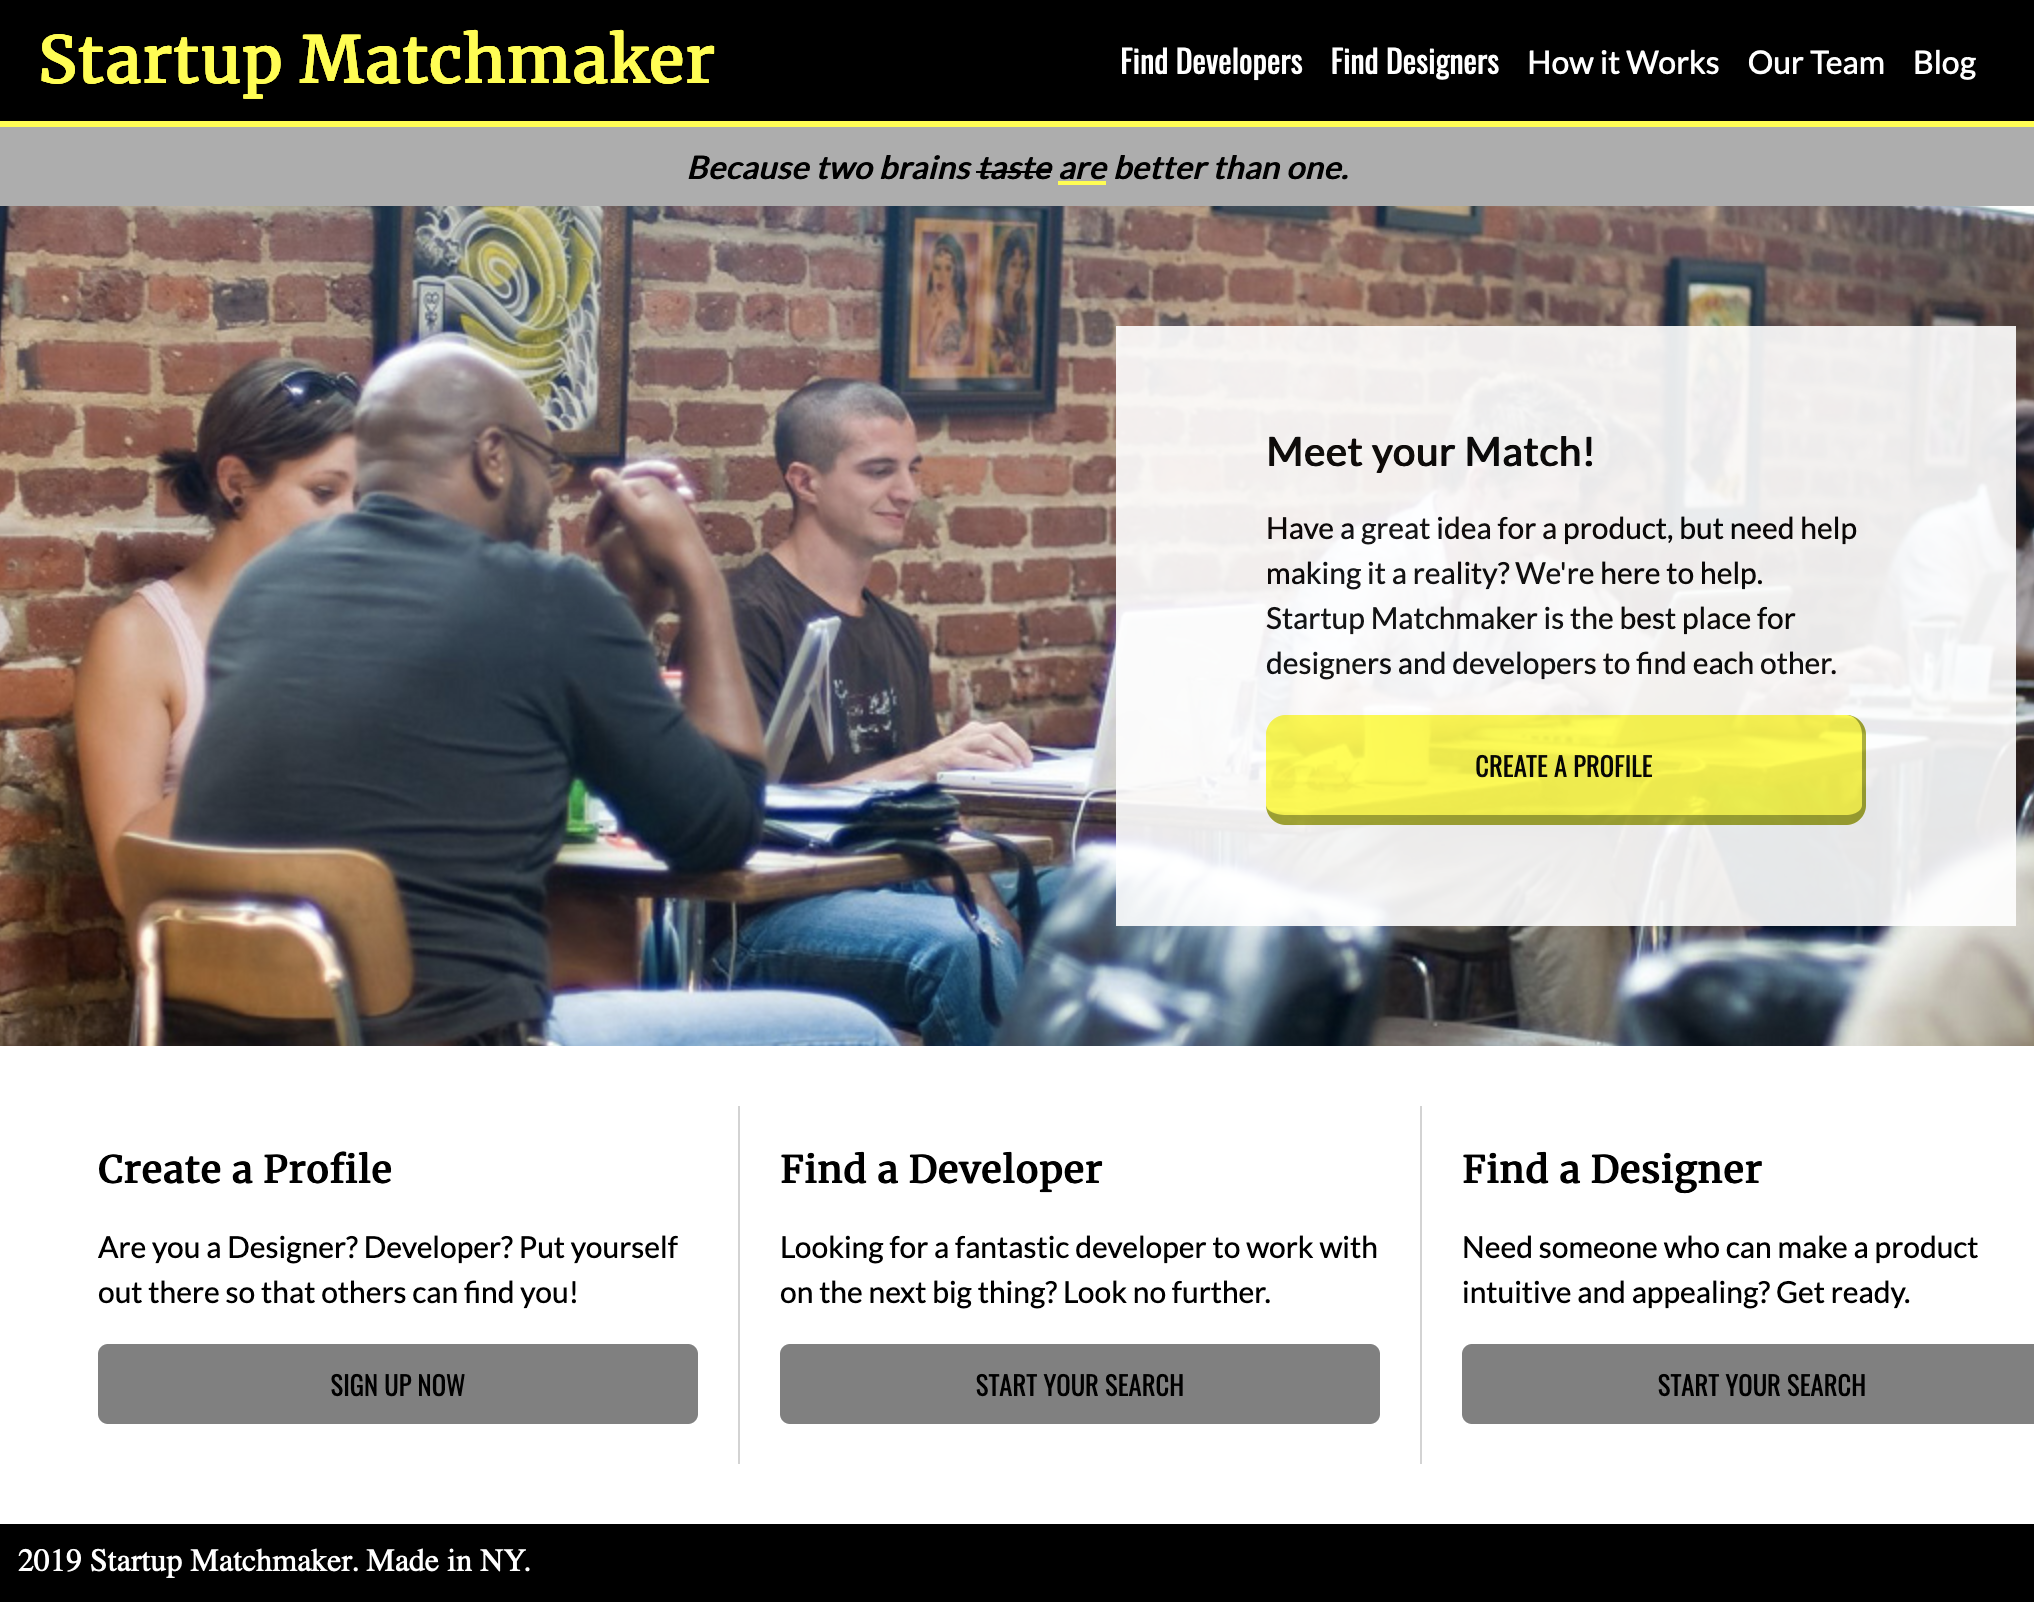 Startup Matchmaker
Find Developers Find Designers How it Works Our Team Blog
Because two brains taste are better than one.
Meet your Match!
Have a great idea for a product, but need help
making it a reality? We're here to help.
Startup Matchmaker is the best place for
designers and developers to find each other.
CREATE A PROFILE
Create a Profile
Are you a Designer? Developer? Put yourself
out there so that others can find you!
SIGN UP NOW
Find a Developer
Looking for a fantastic developer to work with
on the next big thing? Look no further.
START YOUR SEARCH
Find a Designer
Need someone who can make a product
intuitive and appealing? Get ready.
START YOUR SEARCH
2019 Startup Matchmaker. Made in NY.